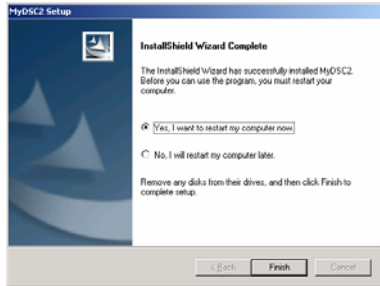 MyDSC2 Setup
InstallShield Wizard Complete
The InstallShield Wizard has successfully installed MyDSC2.
Before you can use the program, you must restart your
computer.
Yes, I want to restart my computer now.
No, I will restart my computer later.
Remove any disks from their drives, and then click Finish to
complete setup.
< Back
Finish
Cancel